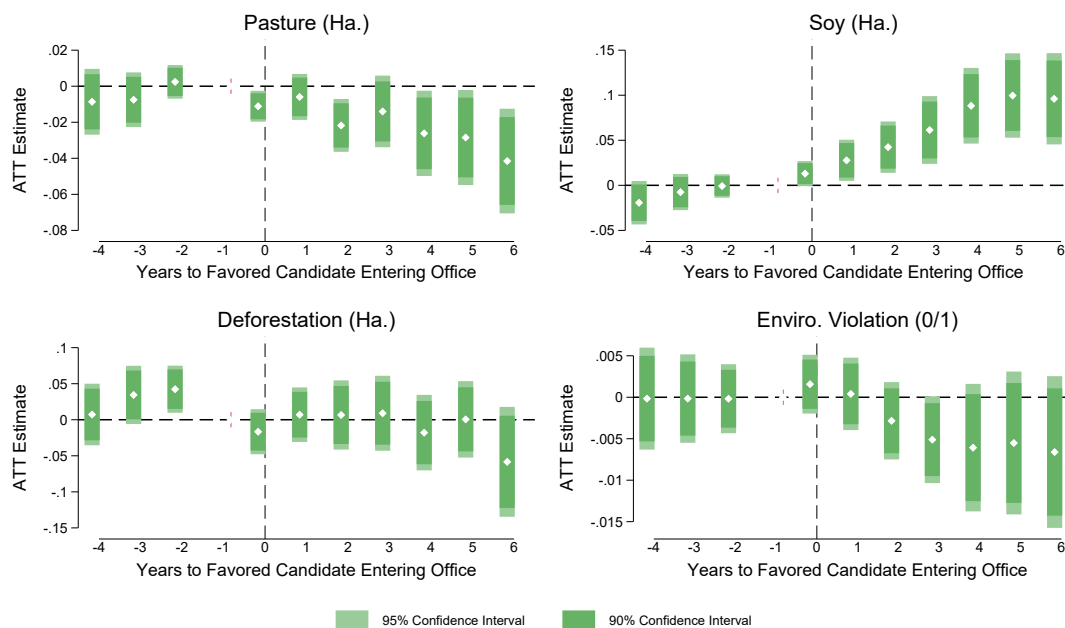 Pasture (Ha.)
.02
0
-.02
-.04
-.06
-.08
ATT Estimate
-4 -3 -2 -1 0 1 2 3 4 5 6
Years to Favored Candidate Entering Office
Soy (Ha.)
.15
.1
.05
0
-.05
ATT Estimate
-4 -3 -2 -1 0 1 2 3 4 5 6
Years to Favored Candidate Entering Office
Deforestation (Ha.)
.1
.05
0
-.05
-.1
-.15
ATT Estimate
-4 -3 -2 -1 0 1 2 3 4 5 6
Years to Favored Candidate Entering Office
Enviro. Violation (0/1)
.005
0
-.005
-.01
-.015
ATT Estimate
-4 -3 -2 -1 0 1 2 3 4 5 6
Years to Favored Candidate Entering Office
95% Confidence Interval 90% Confidence Interval